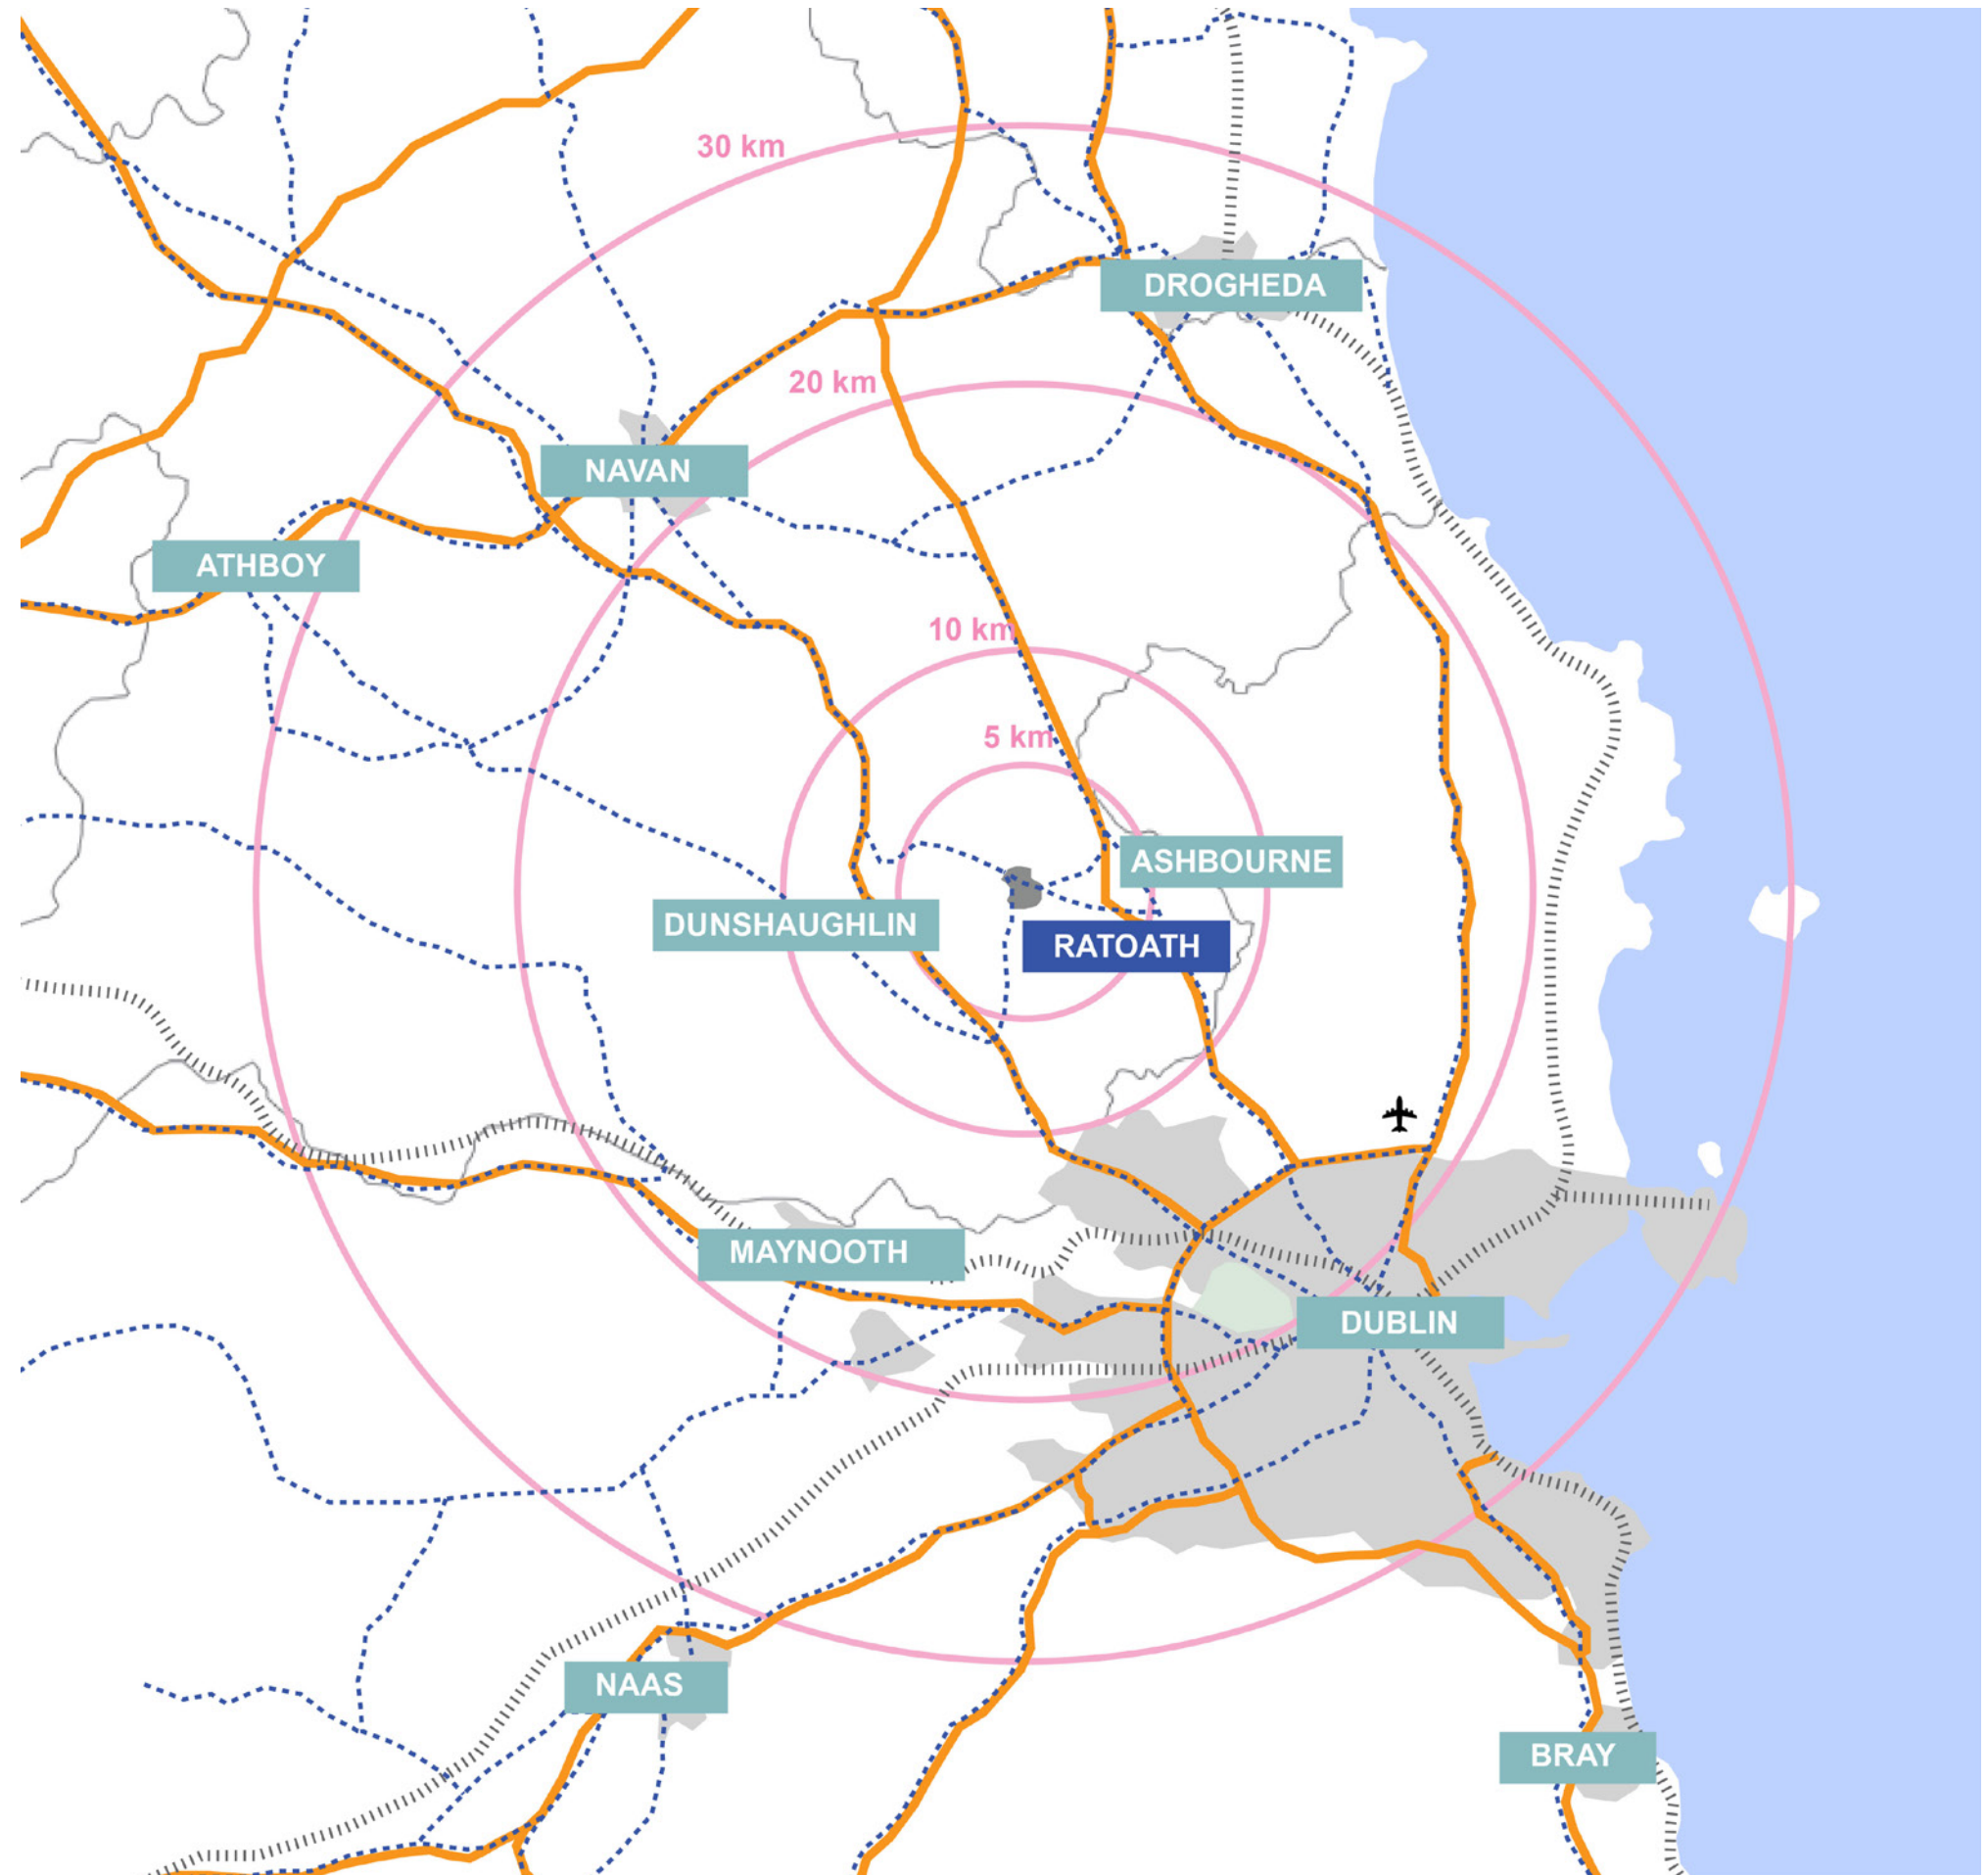 30 km
DROGHEDA
20 km
NAVAN
ATHBOY
10 km
5 km
ASHBOURNE
DUNSHAUGHLIN
RATOATH
MAYNOOTH
DUBLIN
NAAS
BRAY